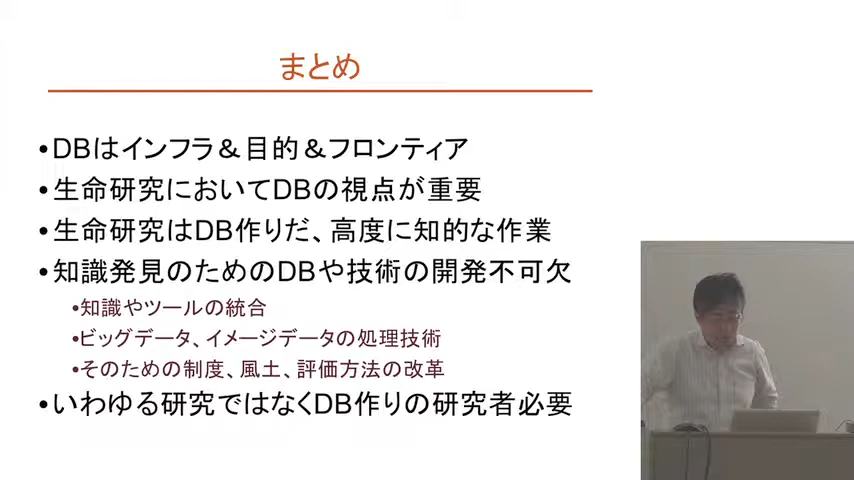 まとめ
•DBはインフラ＆目的＆フロンティア
•生命研究においてDBの視点が重要
•生命研究はDB作りだ、高度に知的な作業
•知識発見のためのDBや技術の開発不可欠
•知識やツールの統合
•ビッグデータ、イメージデータの処理技術
•そのための制度、風土、評価方法の改革
•いわゆる研究ではなくDB作りの研究者必要